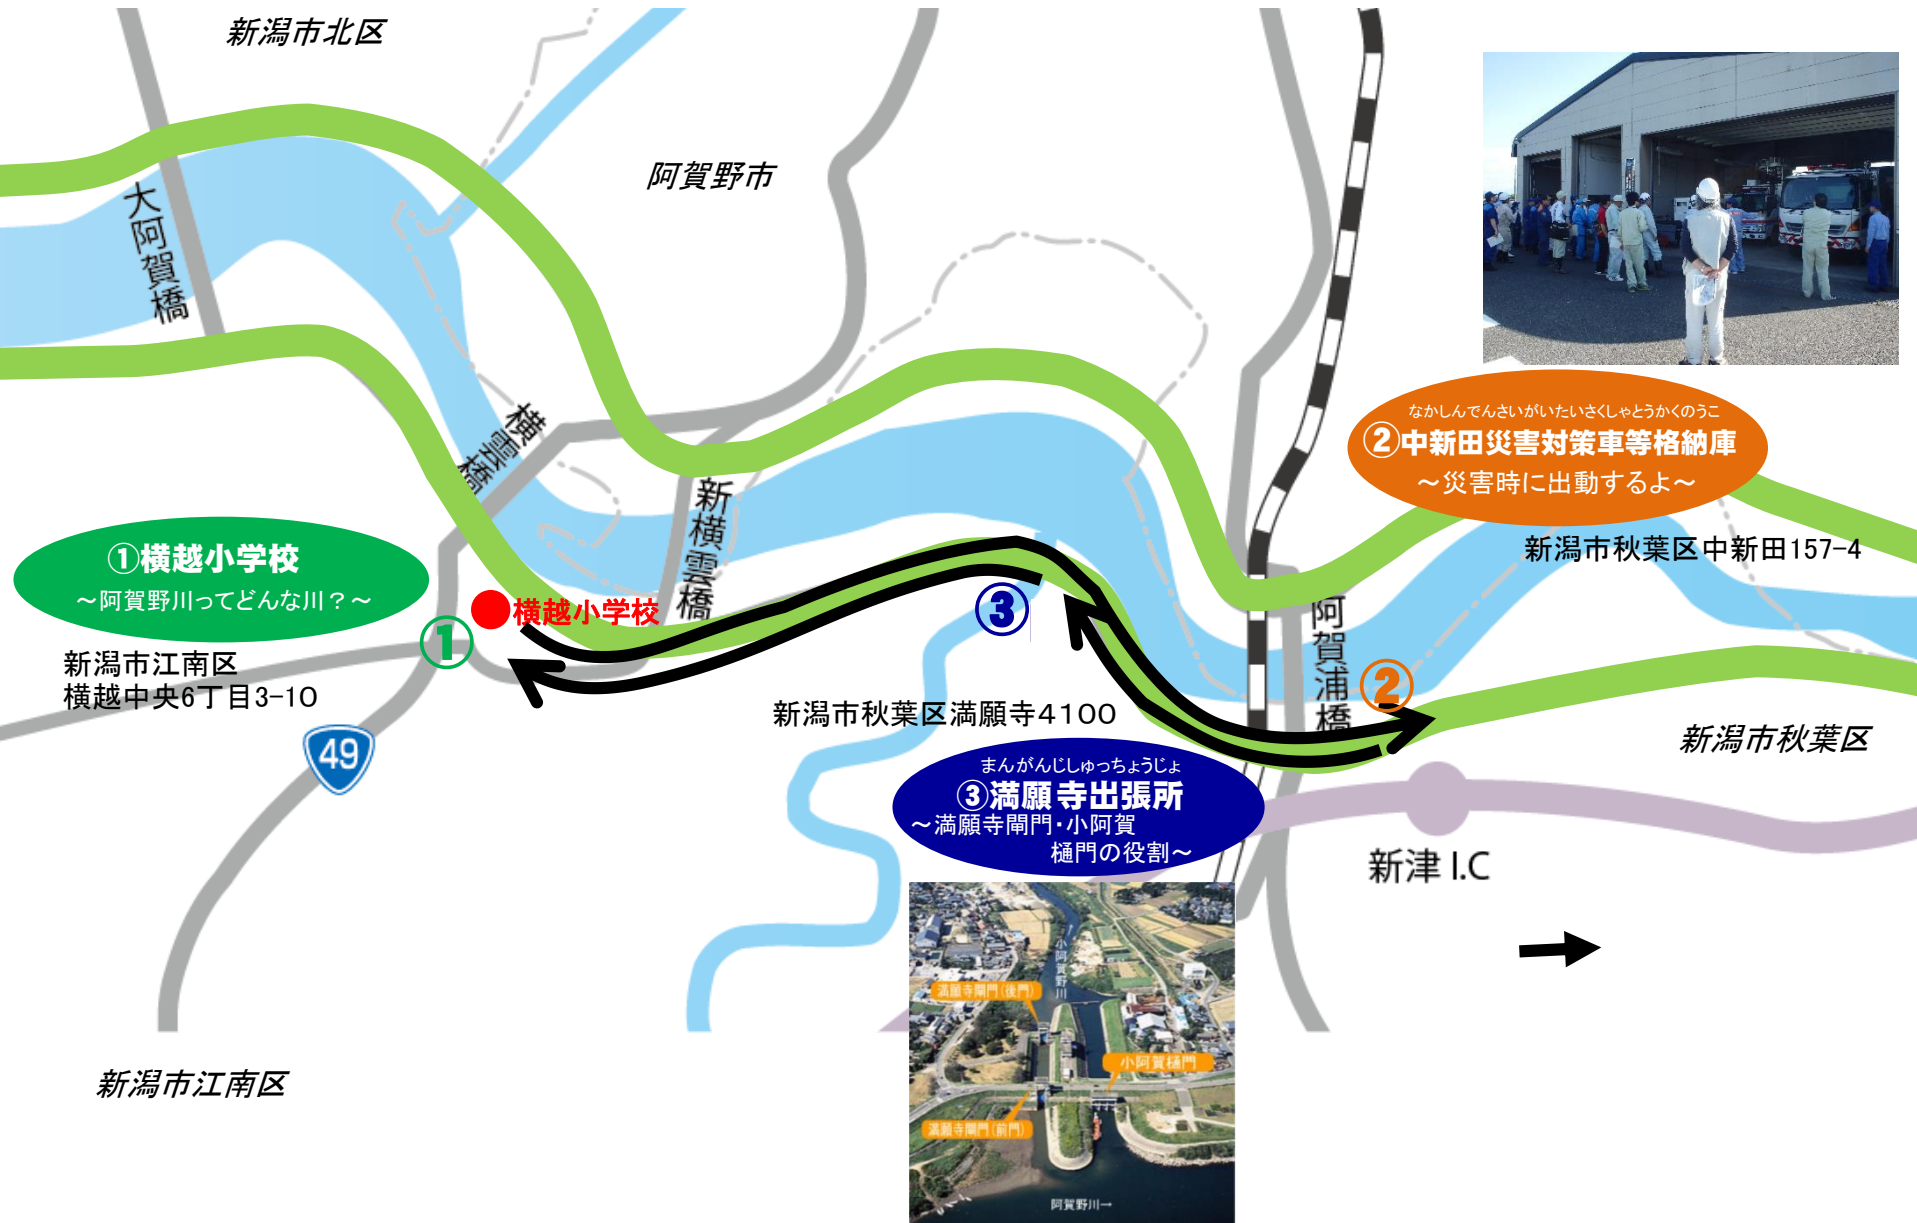 新潟市北区
阿賀野市
大阿賀橋
横雲橋
新横雲橋
なかしんでんさいがいたいさくしゃとうかくのうこ
②中新田災害対策車等格納庫
～災害時に出動するよ～
新潟市秋葉区中新田157-4
①横越小学校
～阿賀野川ってどんな川？～
新潟市江南区
横越中央6丁目3-10
①
横越小学校
③
阿賀浦橋
②
49
新潟市秋葉区満願寺4100
まんがんじしゅっちょうじょ
③満願寺出張所
～満願寺閘門・小阿賀
樋門の役割～
新潟市秋葉区
新津 I.C
小阿賀野川
満願寺閘門(後門)
小阿賀樋門
満願寺閘門(前門)
阿賀野川→
新潟市江南区